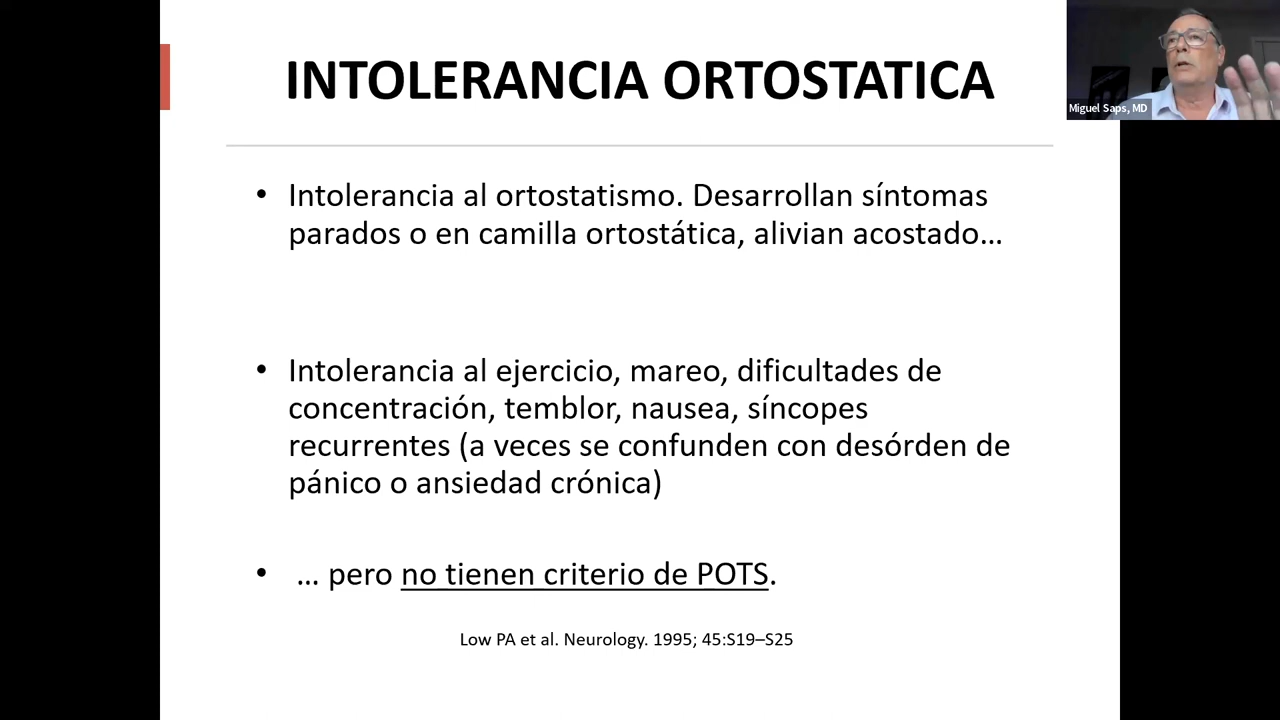 INTOLERANCIA ORTOSTATICA
Miguel Saps, MD
• Intolerancia al ortostatismo. Desarrollan síntomas
parados o en camilla ortostática, alivian acostado…
• Intolerancia al ejercicio, mareo, dificultades de
concentración, temblor, nausea, síncopes
recurrentes (a veces se confunden con desórden de
pánico o ansiedad crónica)
• … pero no tienen criterio de POTS.
Low PA et al. Neurology. 1995; 45:S19–S25